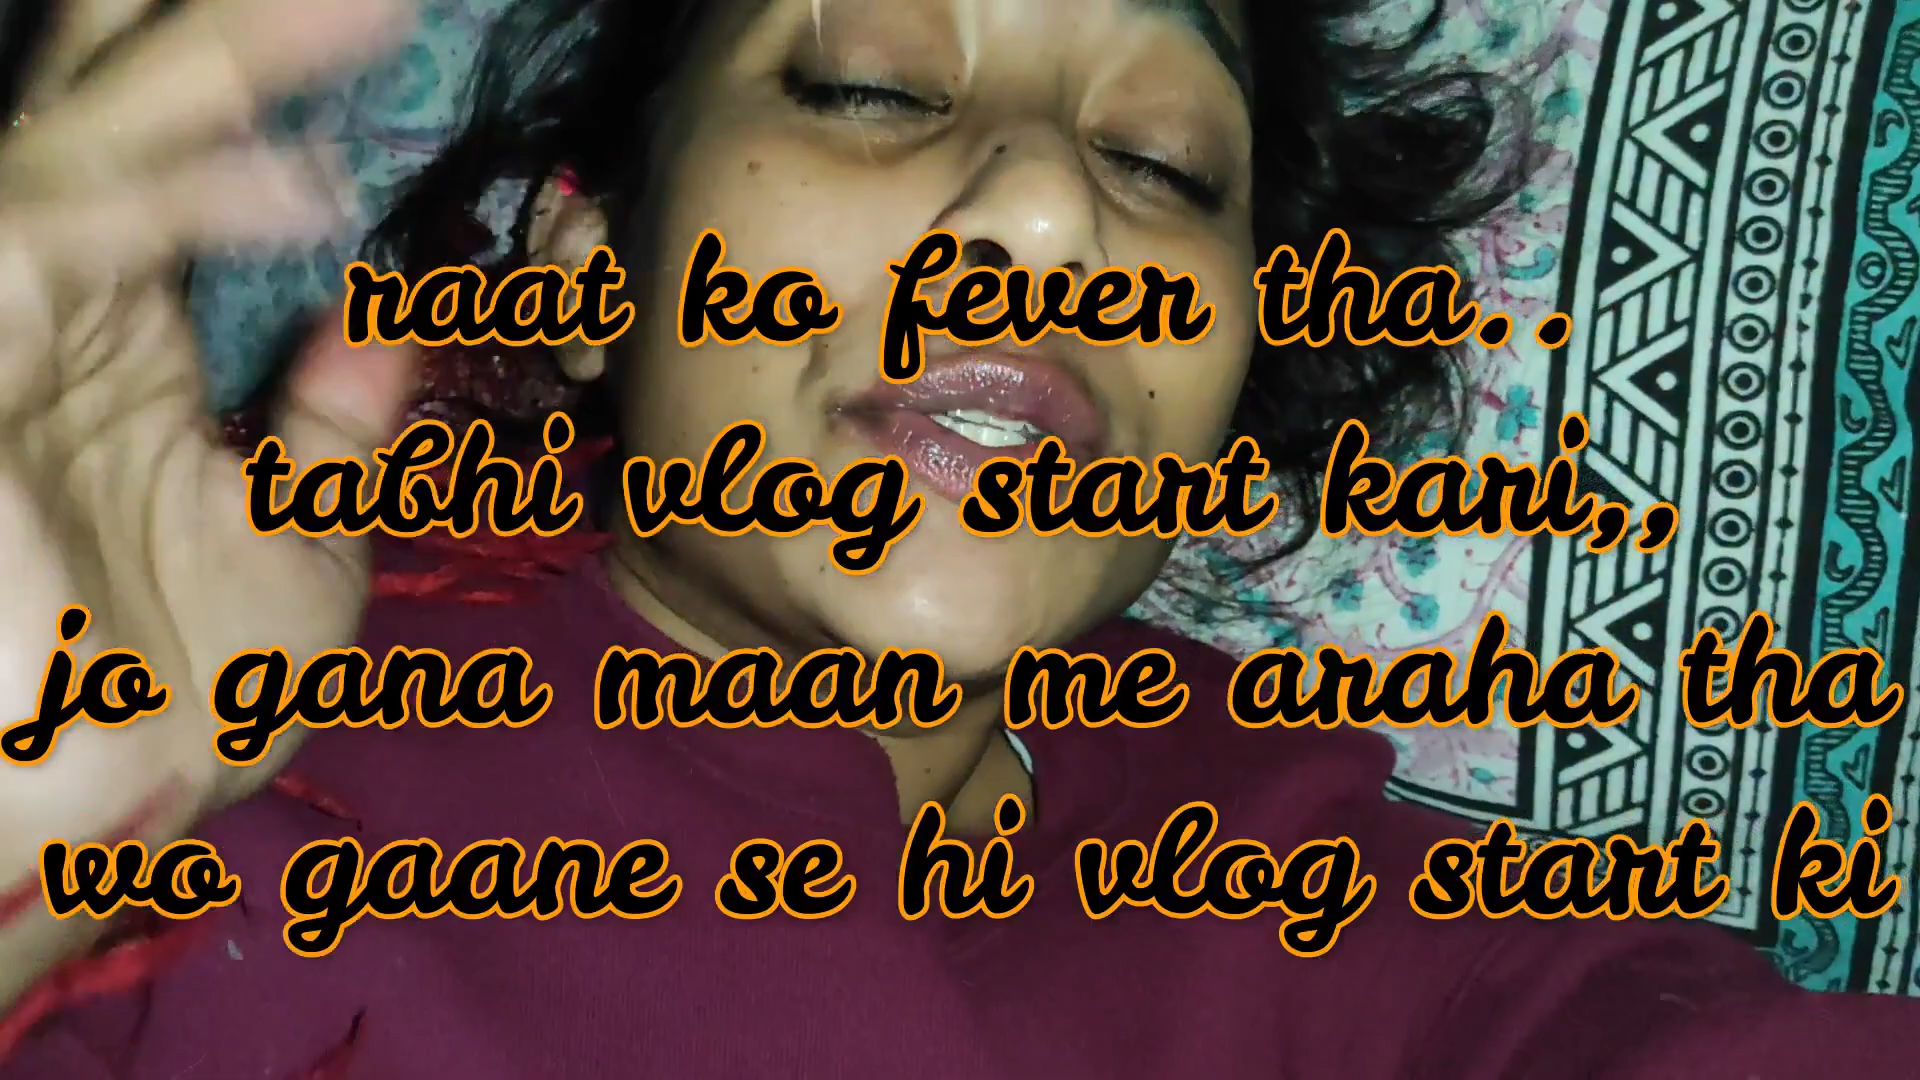 raat ko fever tha..
tabhi vlog start kari,,
jo gana maan me araha tha
wo gaane se hi vlog start ki